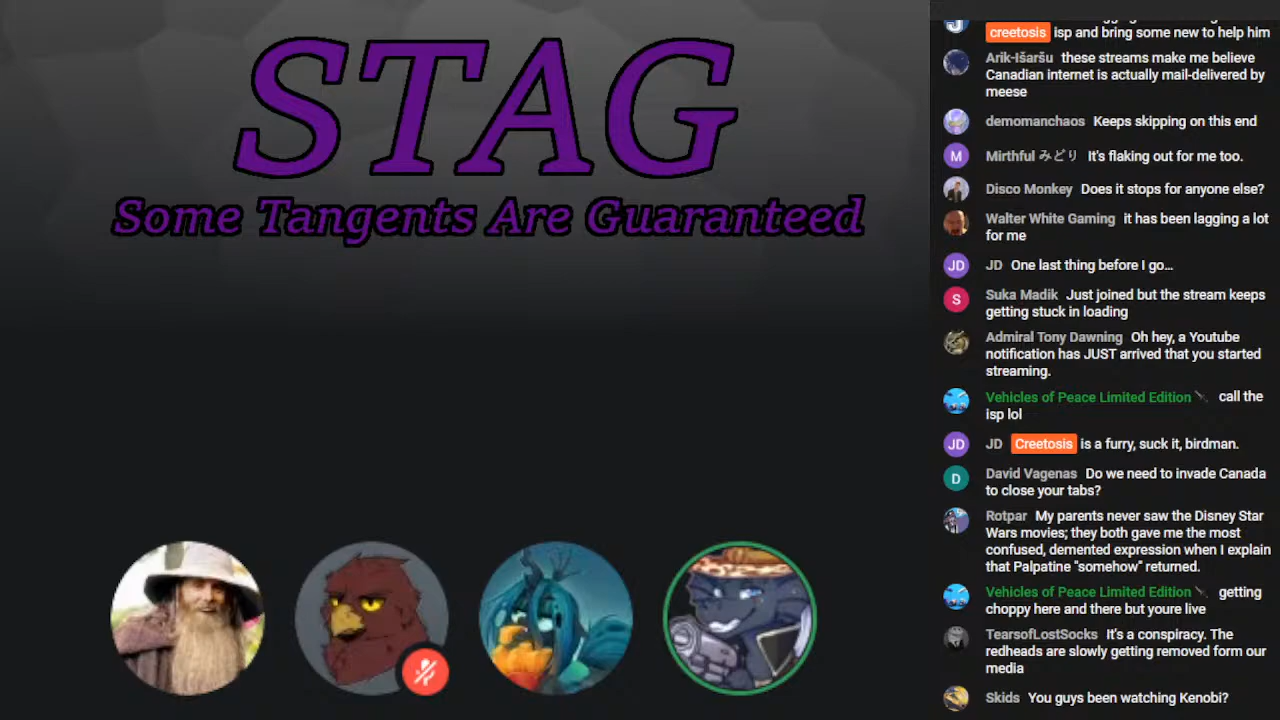 STAG
Some Tangents Are Guaranteed
creetosis isp and bring some new to help him
Arik-Išaršu these streams make me believe
Canadian internet is actually mail-delivered by
meese
demomanchaos Keeps skipping on this end
M Mirthful みどり It's flaking out for me too.
Disco Monkey Does it stops for anyone else?
Walter White Gaming it has been lagging a lot
for me
JD JD One last thing before I go...
S Suka Madik Just joined but the stream keeps
getting stuck in loading
Admiral Tony Dawning Oh hey, a Youtube
notification has JUST arrived that you started
streaming.
Vehicles of Peace Limited Edition call the
isp lol
JD JD Creetosis is a furry, suck it, birdman.
D David Vagenas Do we need to invade Canada
to close your tabs?
Rotpar My parents never saw the Disney Star
Wars movies; they both gave me the most
confused, demented expression when I explain
that Palpatine "somehow" returned.
Vehicles of Peace Limited Edition getting
choppy here and there but youre live
TearsofLostSocks It's a conspiracy. The
redheads are slowly getting removed form our
media
Skids You guys been watching Kenobi?